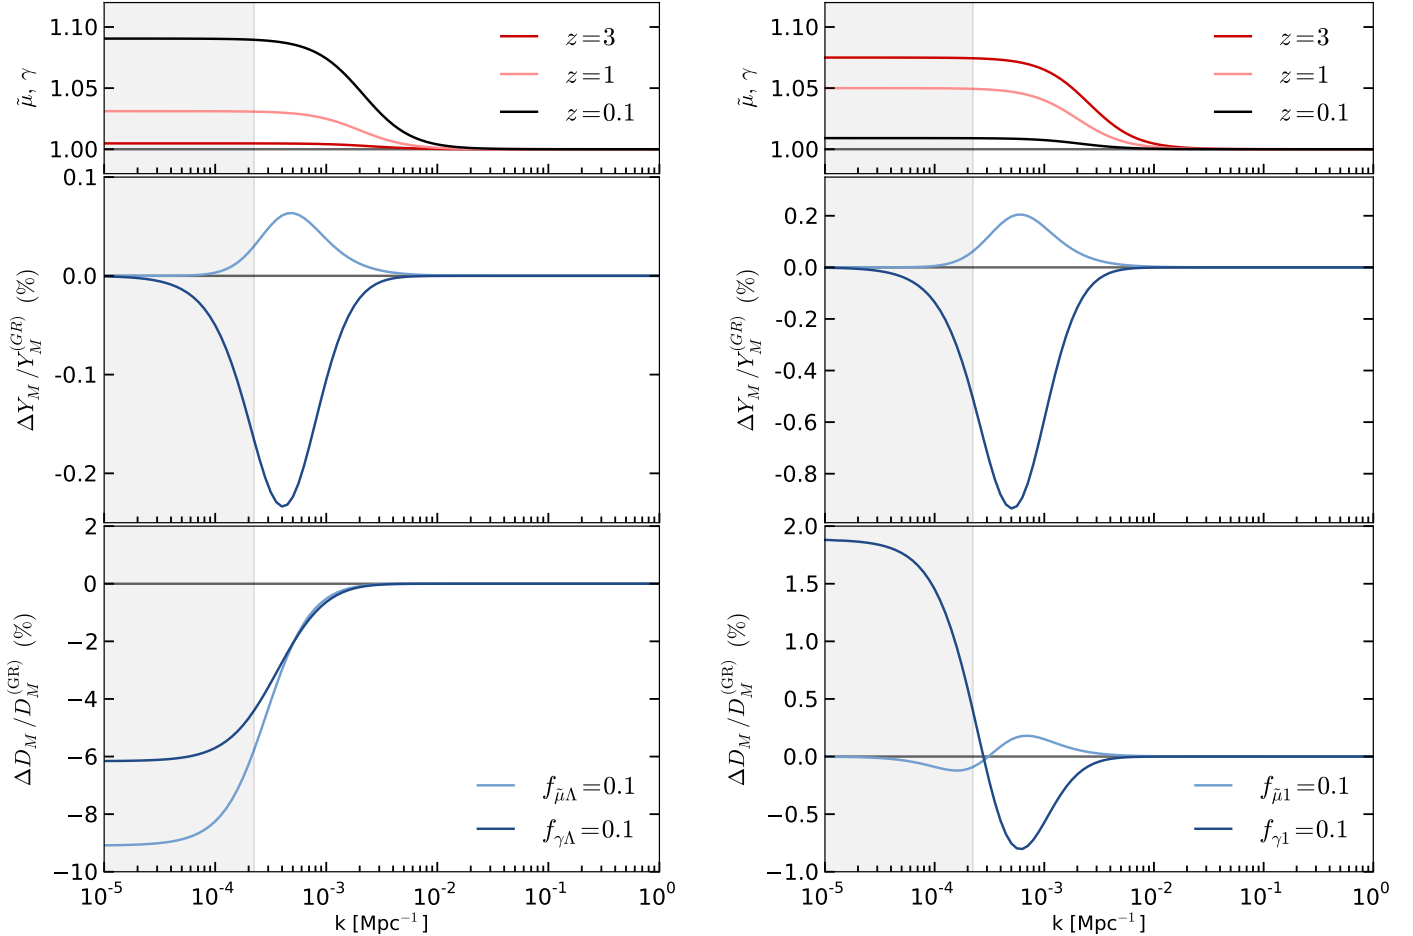 μ̃, γ
1.10
1.05
1.00
z=3
z=1
z=0.1
ΔY_M/Y_M^(GR) (%)
0.1
0.0
-0.1
-0.2
ΔD_M/D_M^(GR) (%)
2
0
−2
−4
−6
−8
−10
f_μ̃Λ=0.1
f_γΛ=0.1
10^-5
10^-4
10^-3
10^-2
10^-1
10^0
k [Mpc^−1]
μ̃, γ
1.10
1.05
1.00
z=3
z=1
z=0.1
ΔY_M/Y_M^(GR) (%)
0.2
0.0
-0.2
-0.4
-0.6
-0.8
ΔD_M/D_M^(GR) (%)
2.0
1.5
1.0
0.5
0.0
−0.5
−1.0
f_μ̃1=0.1
f_γ1=0.1
10^-5
10^-4
10^-3
10^-2
10^-1
10^0
k [Mpc^−1]